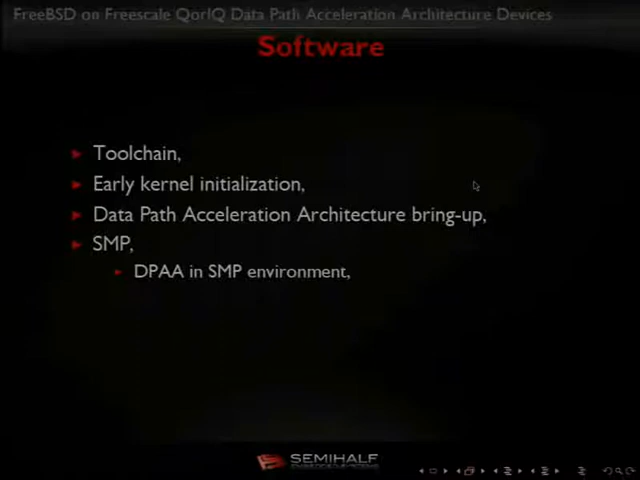 FreeBSD on Freescale QorIQ Data Path Acceleration Architecture Devices
Software
Toolchain,
Early kernel initialization,
Data Path Acceleration Architecture bring-up,
SMP,
DPAA in SMP environment,
SEMIHALF